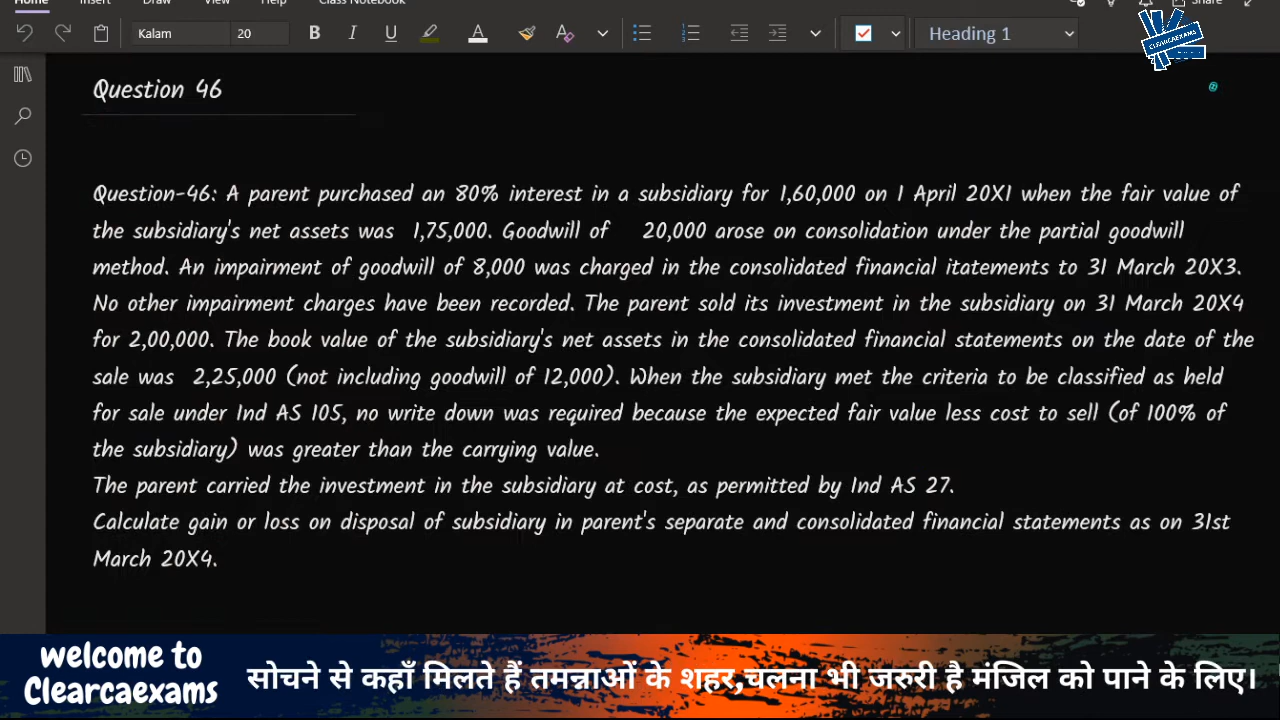 Home Insert Draw View Help Class Notebook Share
Kalam 20 B I U A A Heading 1
CLEARCAEXAMS
Question 46
Question-46: A parent purchased an 80% interest in a subsidiary for 1,60,000 on 1 April 20X1 when the fair value of
the subsidiary's net assets was 1,75,000. Goodwill of 20,000 arose on consolidation under the partial goodwill
method. An impairment of goodwill of 8,000 was charged in the consolidated financial itatements to 31 March 20X3.
No other impairment charges have been recorded. The parent sold its investment in the subsidiary on 31 March 20X4
for 2,00,000. The book value of the subsidiary's net assets in the consolidated financial statements on the date of the
sale was 2,25,000 (not including goodwill of 12,000). When the subsidiary met the criteria to be classified as held
for sale under Ind AS 105, no write down was required because the expected fair value less cost to sell (of 100% of
the subsidiary) was greater than the carrying value.
The parent carried the investment in the subsidiary at cost, as permitted by Ind AS 27.
Calculate gain or loss on disposal of subsidiary in parent's separate and consolidated financial statements as on 31st
March 20X4.
welcome to
Clearcaexams
सोचने से कहाँ मिलते हैं तमन्नाओं के शहर,चलना भी जरुरी है मंजिल को पाने के लिए।